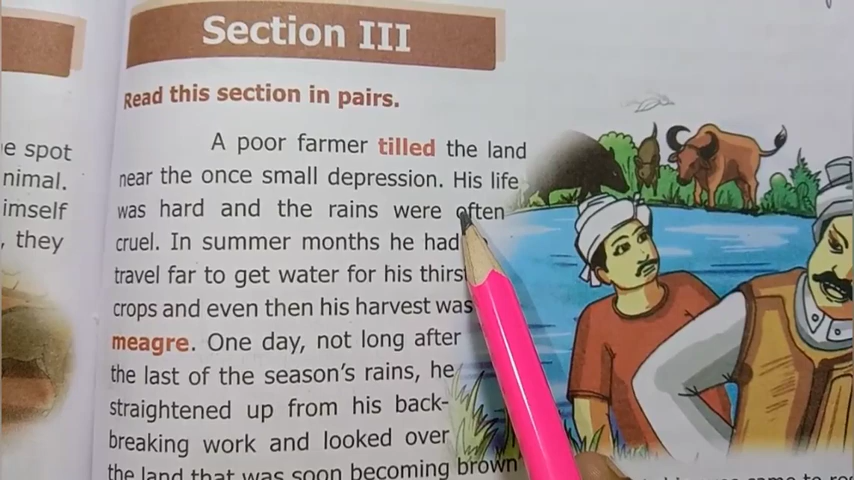 Section III
Read this section in pairs.
A poor farmer tilled the land
near the once small depression. His life
was hard and the rains were often
cruel. In summer months he had
travel far to get water for his
crops and even then his harvest was
meagre. One day, not long after
the last of the season's rains, he
straightened up from his back-
breaking work and looked over
the land that was soon becoming brown
e spot
nimal.
imself
, they